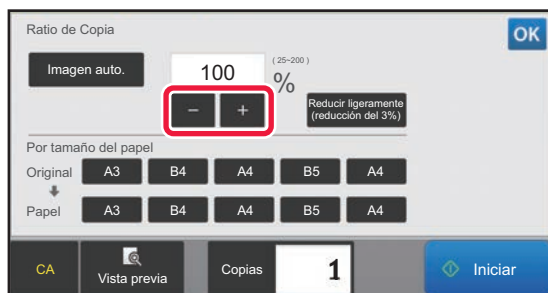 Ratio de Copia
OK
Imagen auto.
100
(25~200)
%
− +
Reducir ligeramente
(reducción del 3%)
Por tamaño del papel
Original A3 B4 A4 B5 A4
Papel A3 B4 A4 B5 A4
CA
Vista previa
Copias
1
Iniciar